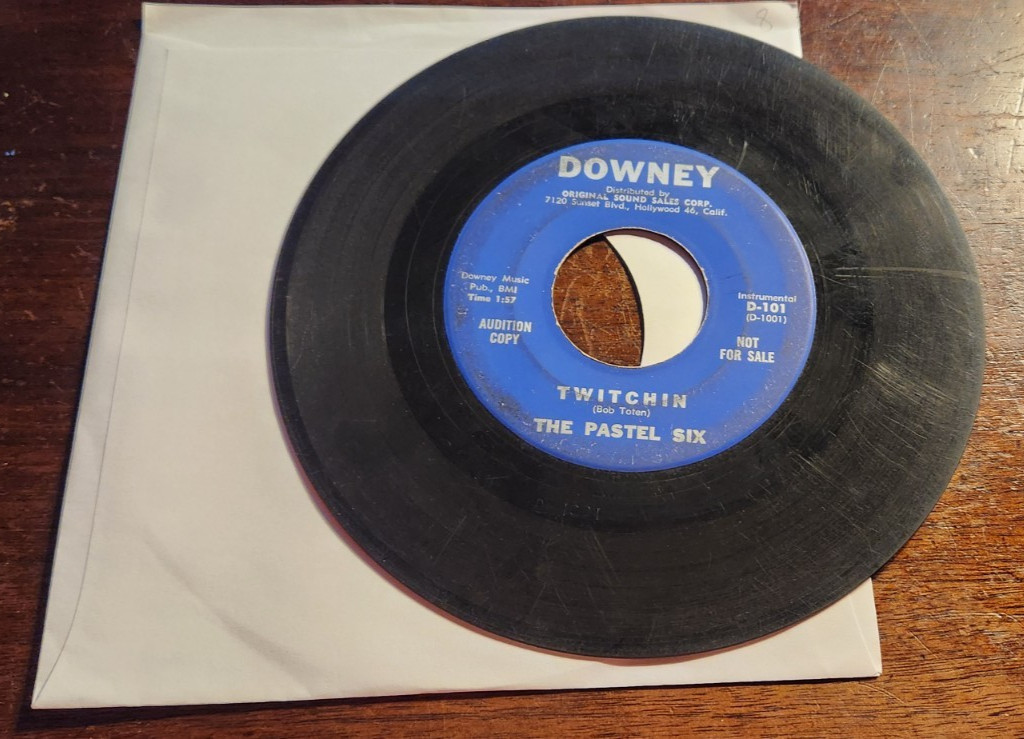 8
DOWNEY
Distributed by
ORIGINAL SOUND SALES CORP.
7120 Sunset Blvd., Hollywood 46, Calif.
Downey Music
Pub., BMI
Time 1:57
AUDITION
COPY
Instrumental
D-101
(D-1001)
NOT
FOR SALE
TWITCHIN
(Bob Toten)
THE PASTEL SIX